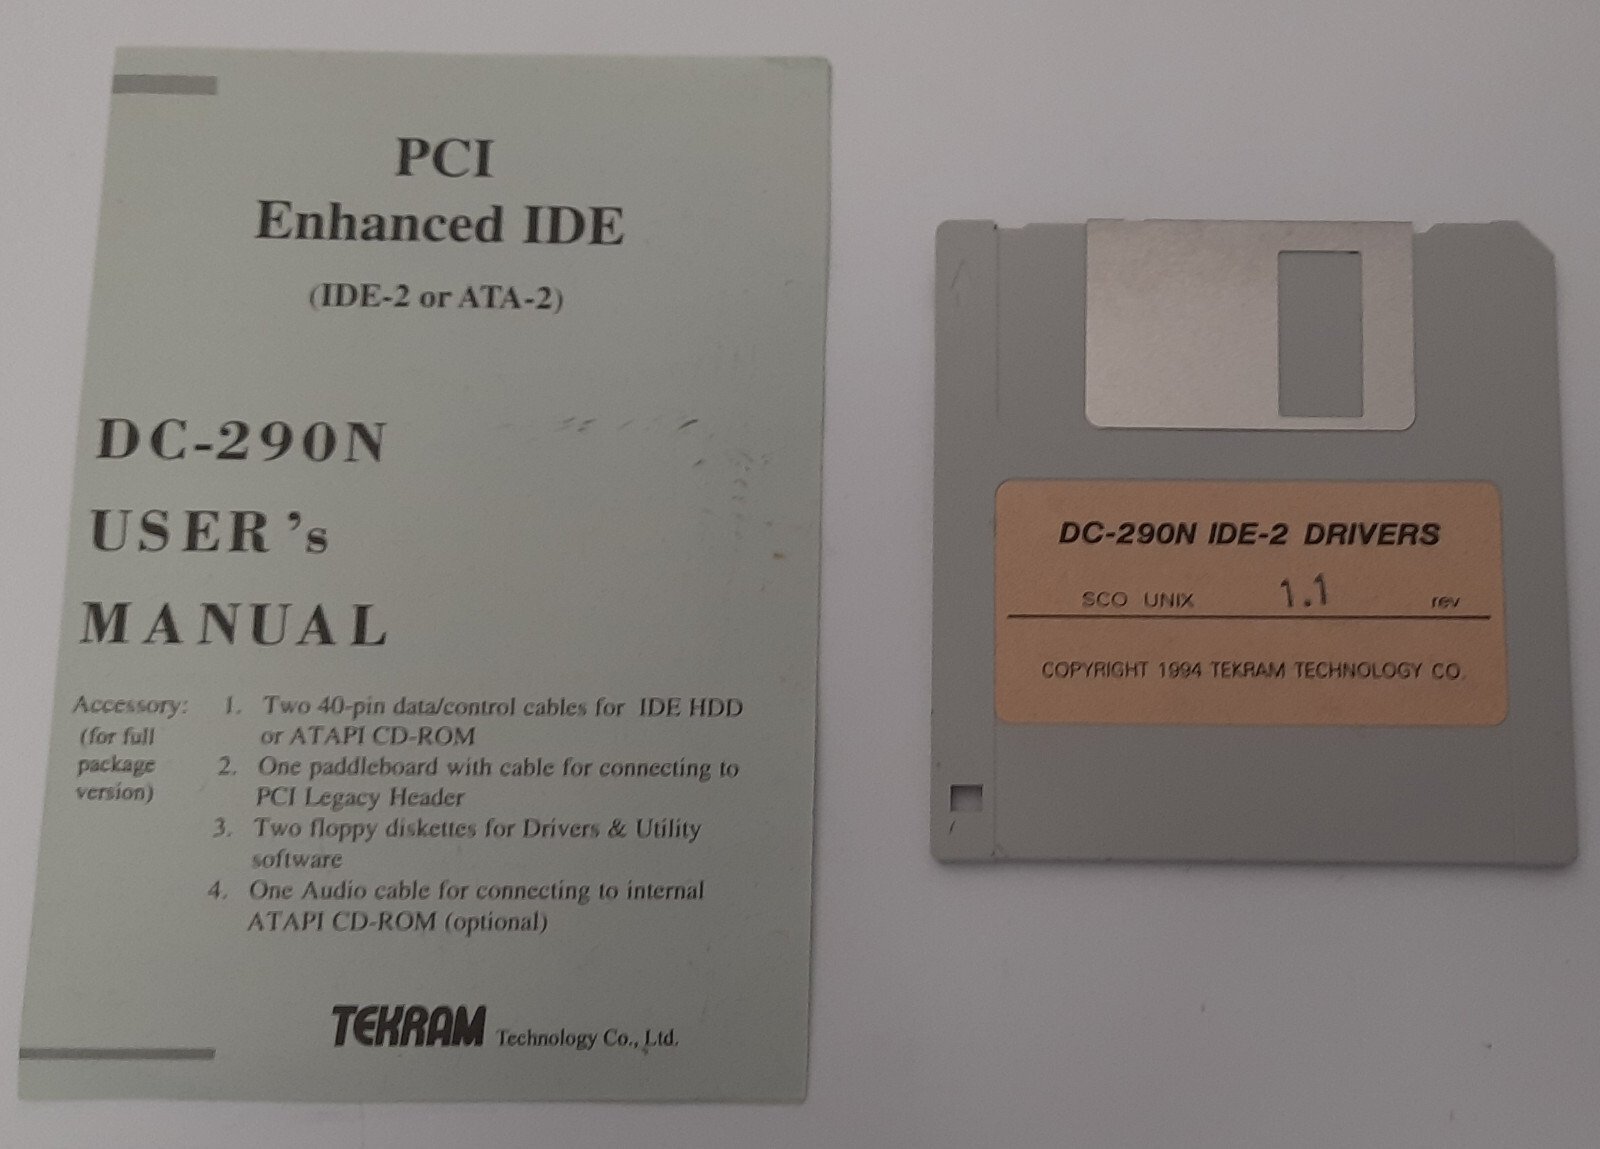 PCI
Enhanced IDE
(IDE-2 or ATA-2)
DC-290N
USER's
MANUAL
Accessory: 1. Two 40-pin data/control cables for IDE HDD
(for full or ATAPI CD-ROM
package 2. One paddleboard with cable for connecting to
version) PCI Legacy Header
3. Two floppy diskettes for Drivers & Utility
software
4. One Audio cable for connecting to internal
ATAPI CD-ROM (optional)
TEKRAM Technology Co., Ltd.
DC-290N IDE-2 DRIVERS
SCO UNIX 1.1 rev
COPYRIGHT 1994 TEKRAM TECHNOLOGY CO.